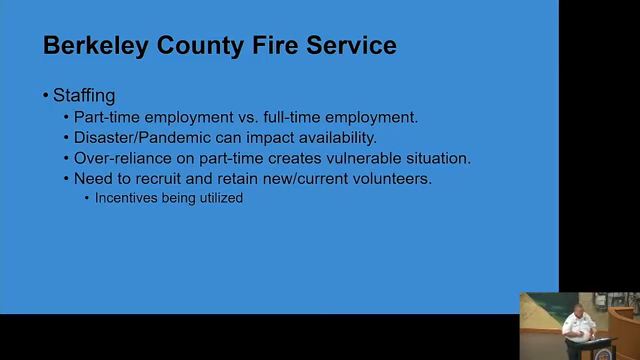 Berkeley County Fire Service
• Staffing
• Part-time employment vs. full-time employment.
• Disaster/Pandemic can impact availability.
• Over-reliance on part-time creates vulnerable situation.
• Need to recruit and retain new/current volunteers.
• Incentives being utilized